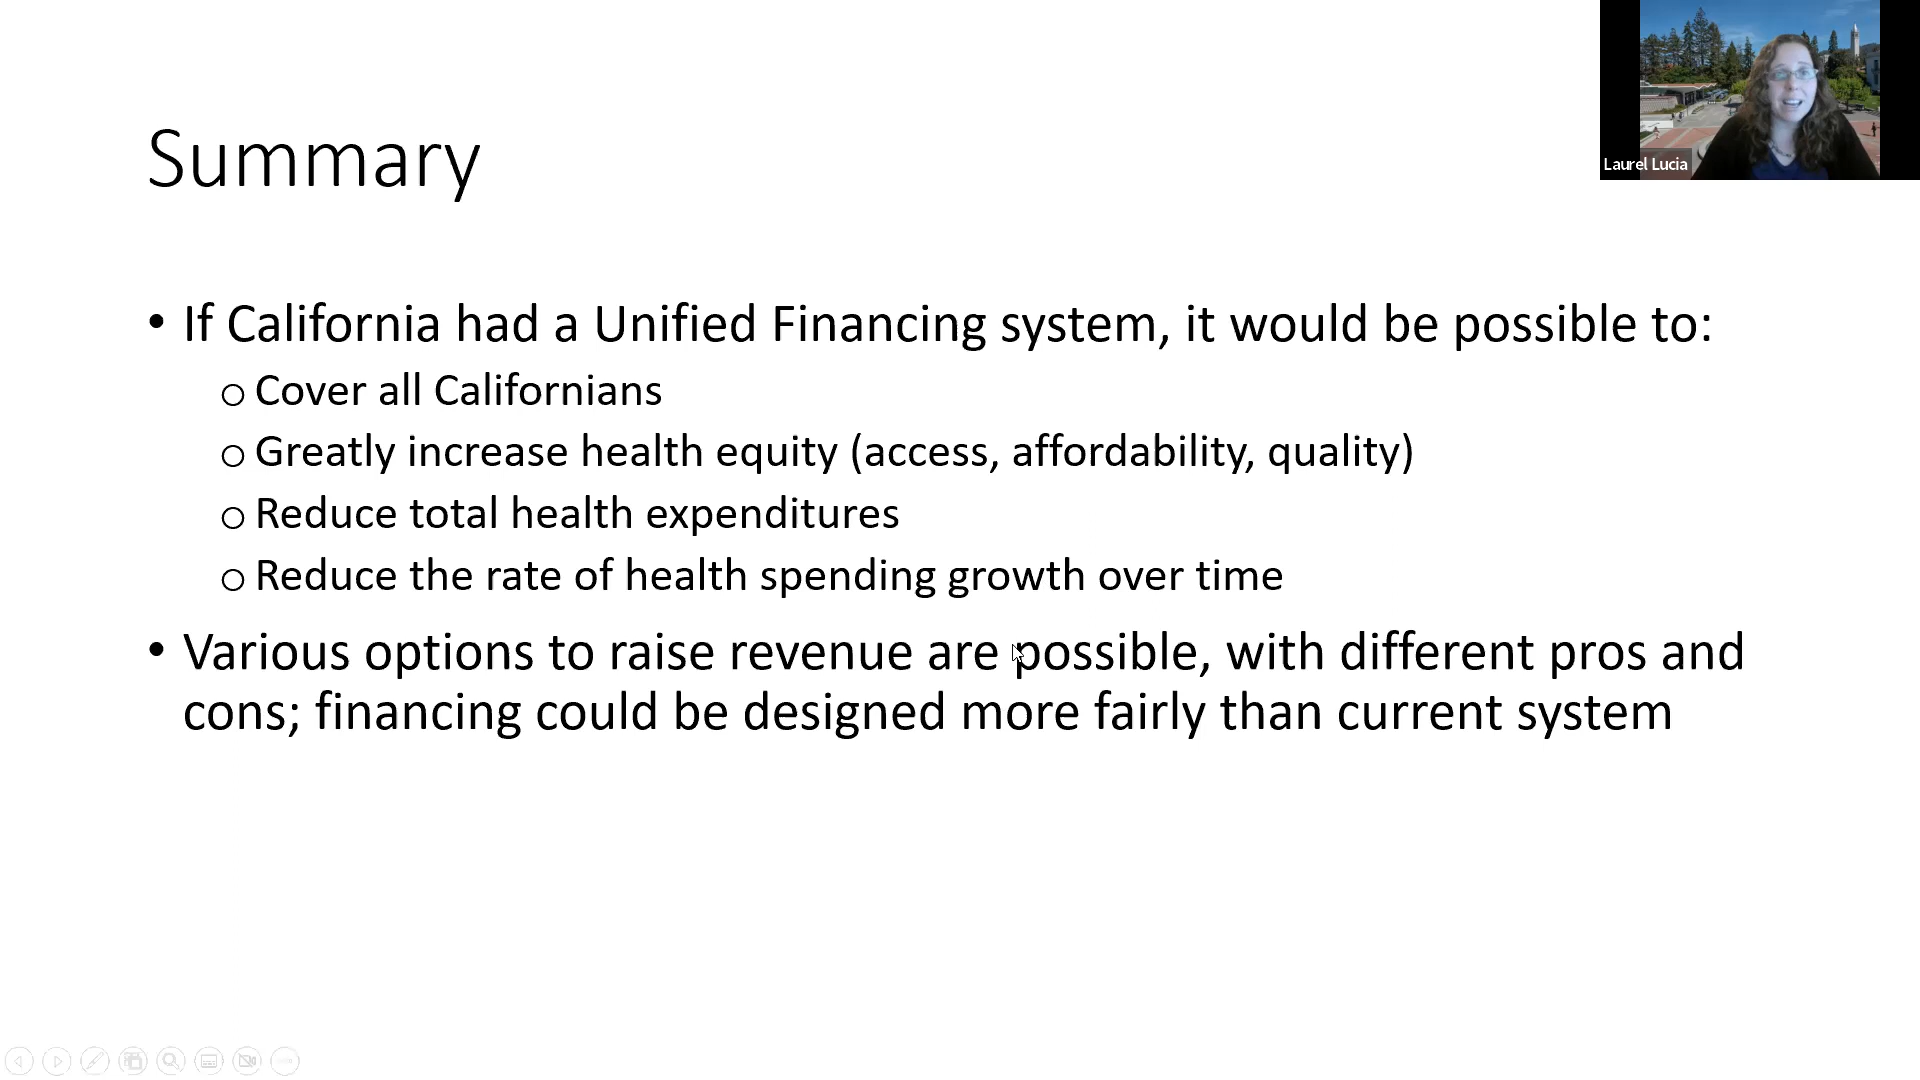 Laurel Lucia
Summary
• If California had a Unified Financing system, it would be possible to:
o Cover all Californians
o Greatly increase health equity (access, affordability, quality)
o Reduce total health expenditures
o Reduce the rate of health spending growth over time
• Various options to raise revenue are possible, with different pros and
cons; financing could be designed more fairly than current system